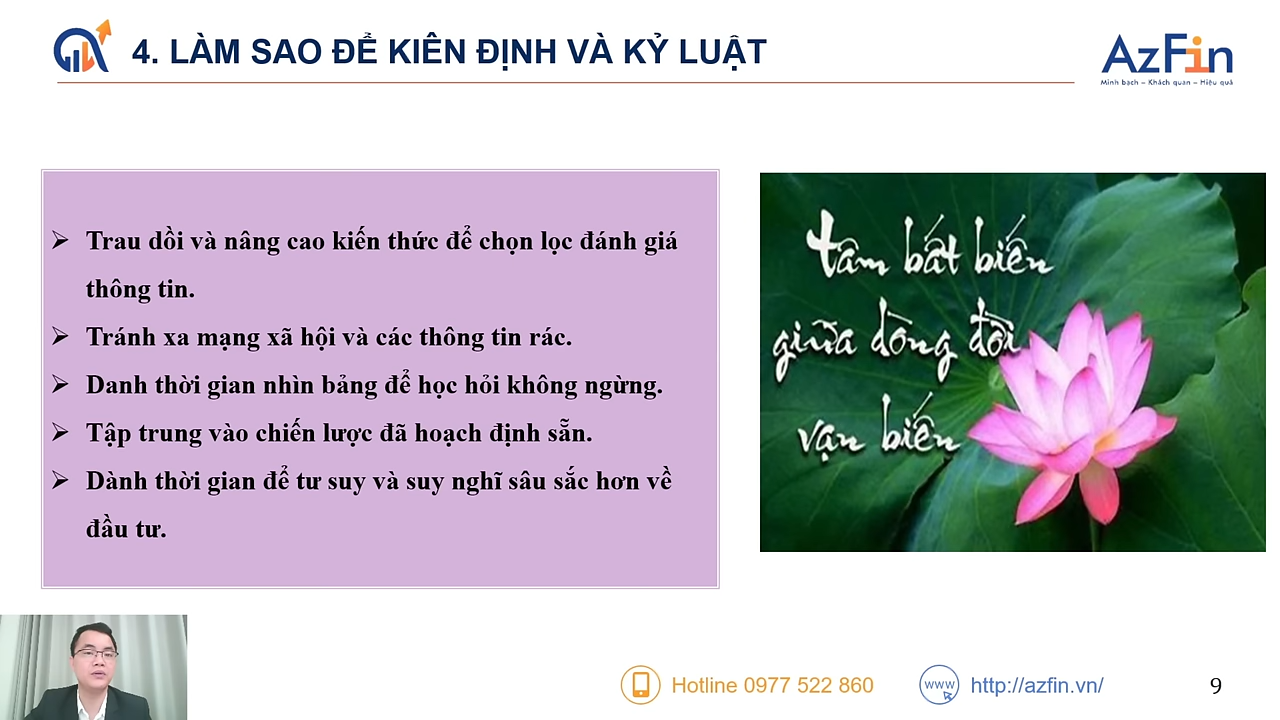 4. LÀM SAO ĐỂ KIÊN ĐỊNH VÀ KỶ LUẬT
AzFin
Minh bạch – Khách quan – Hiệu quả
➢ Trau dồi và nâng cao kiến thức để chọn lọc đánh giá
thông tin.
➢ Tránh xa mạng xã hội và các thông tin rác.
➢ Danh thời gian nhìn bảng để học hỏi không ngừng.
➢ Tập trung vào chiến lược đã hoạch định sẵn.
➢ Dành thời gian để tư suy và suy nghĩ sâu sắc hơn về
đầu tư.
tâm bất biến
giữa dòng đời
vạn biến
Hotline 0977 522 860
www
http://azfin.vn/
9